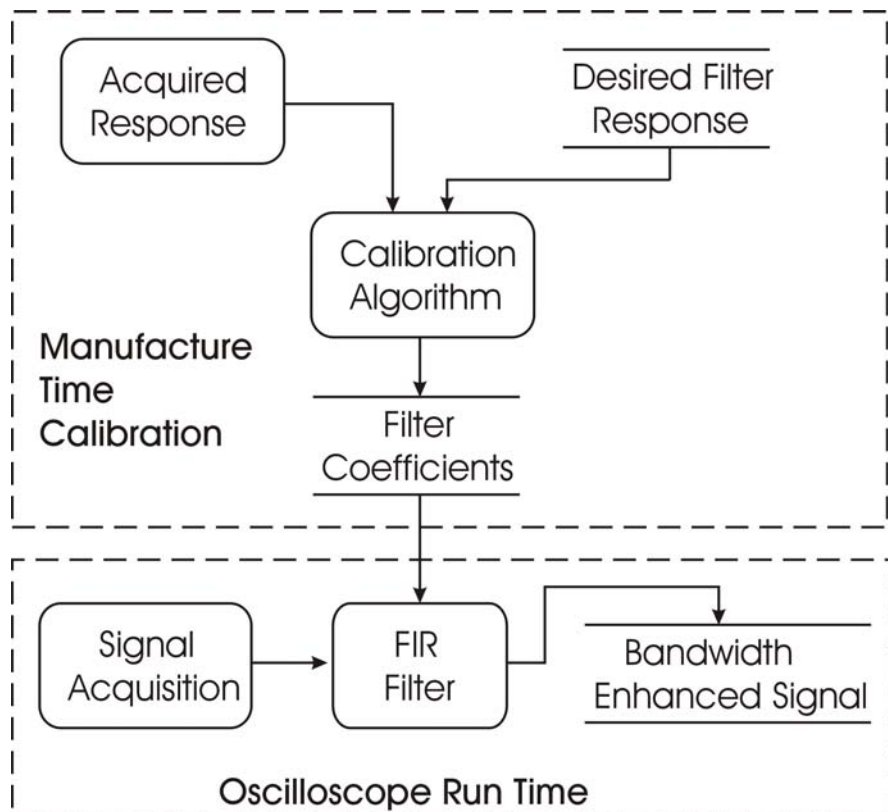 Acquired
Response
Desired Filter
Response
Calibration
Algorithm
Manufacture
Time
Calibration
Filter
Coefficients
Signal
Acquisition
FIR
Filter
Bandwidth
Enhanced Signal
Oscilloscope Run Time